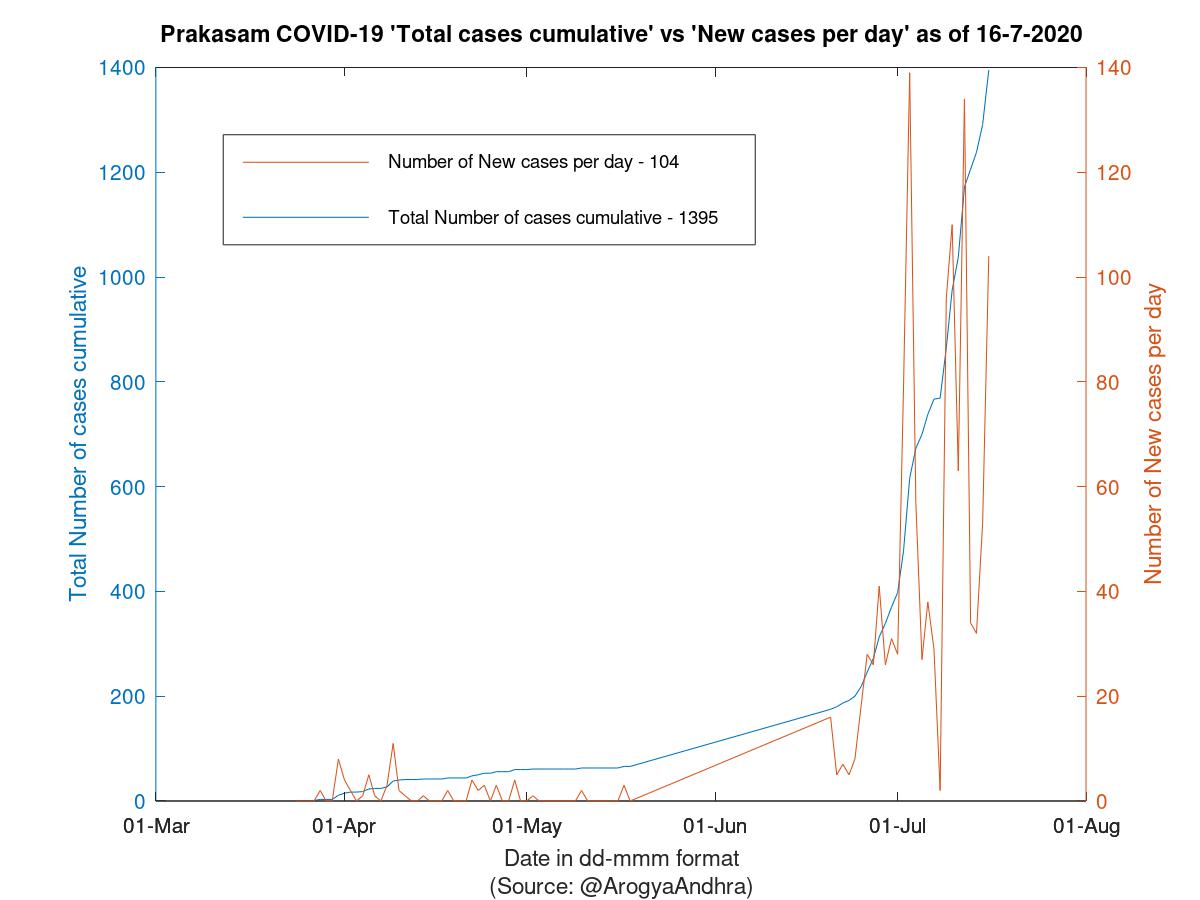 Prakasam COVID-19 'Total cases cumulative' vs 'New cases per day' as of 16-7-2020
1400
1200
1000
800
600
400
200
0
Total Number of cases cumulative
Number of New cases per day - 104
Total Number of cases cumulative - 1395
140
120
100
80
60
40
20
0
Number of New cases per day
01-Mar 01-Apr 01-May 01-Jun 01-Jul 01-Aug
Date in dd-mmm format
(Source: @ArogyaAndhra)